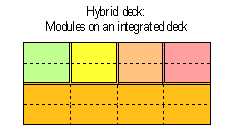 Hybrid deck:
Modules on an integrated deck